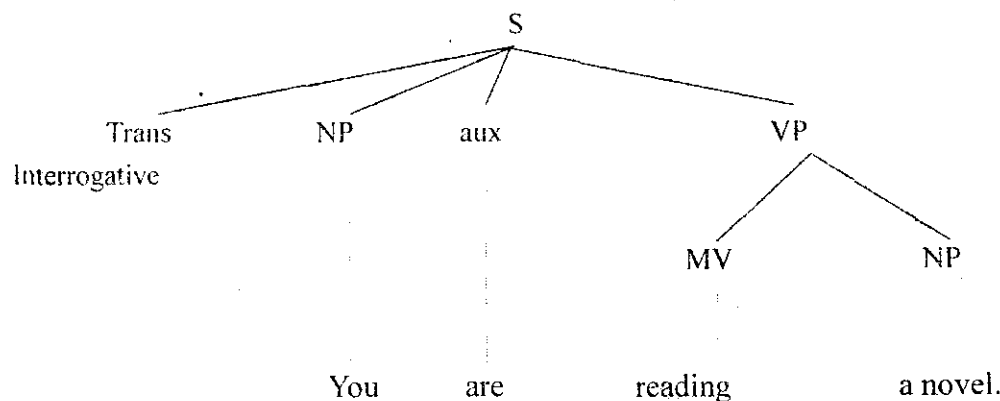 S
Trans NP aux VP
Interrogative
MV NP
You are reading a novel.